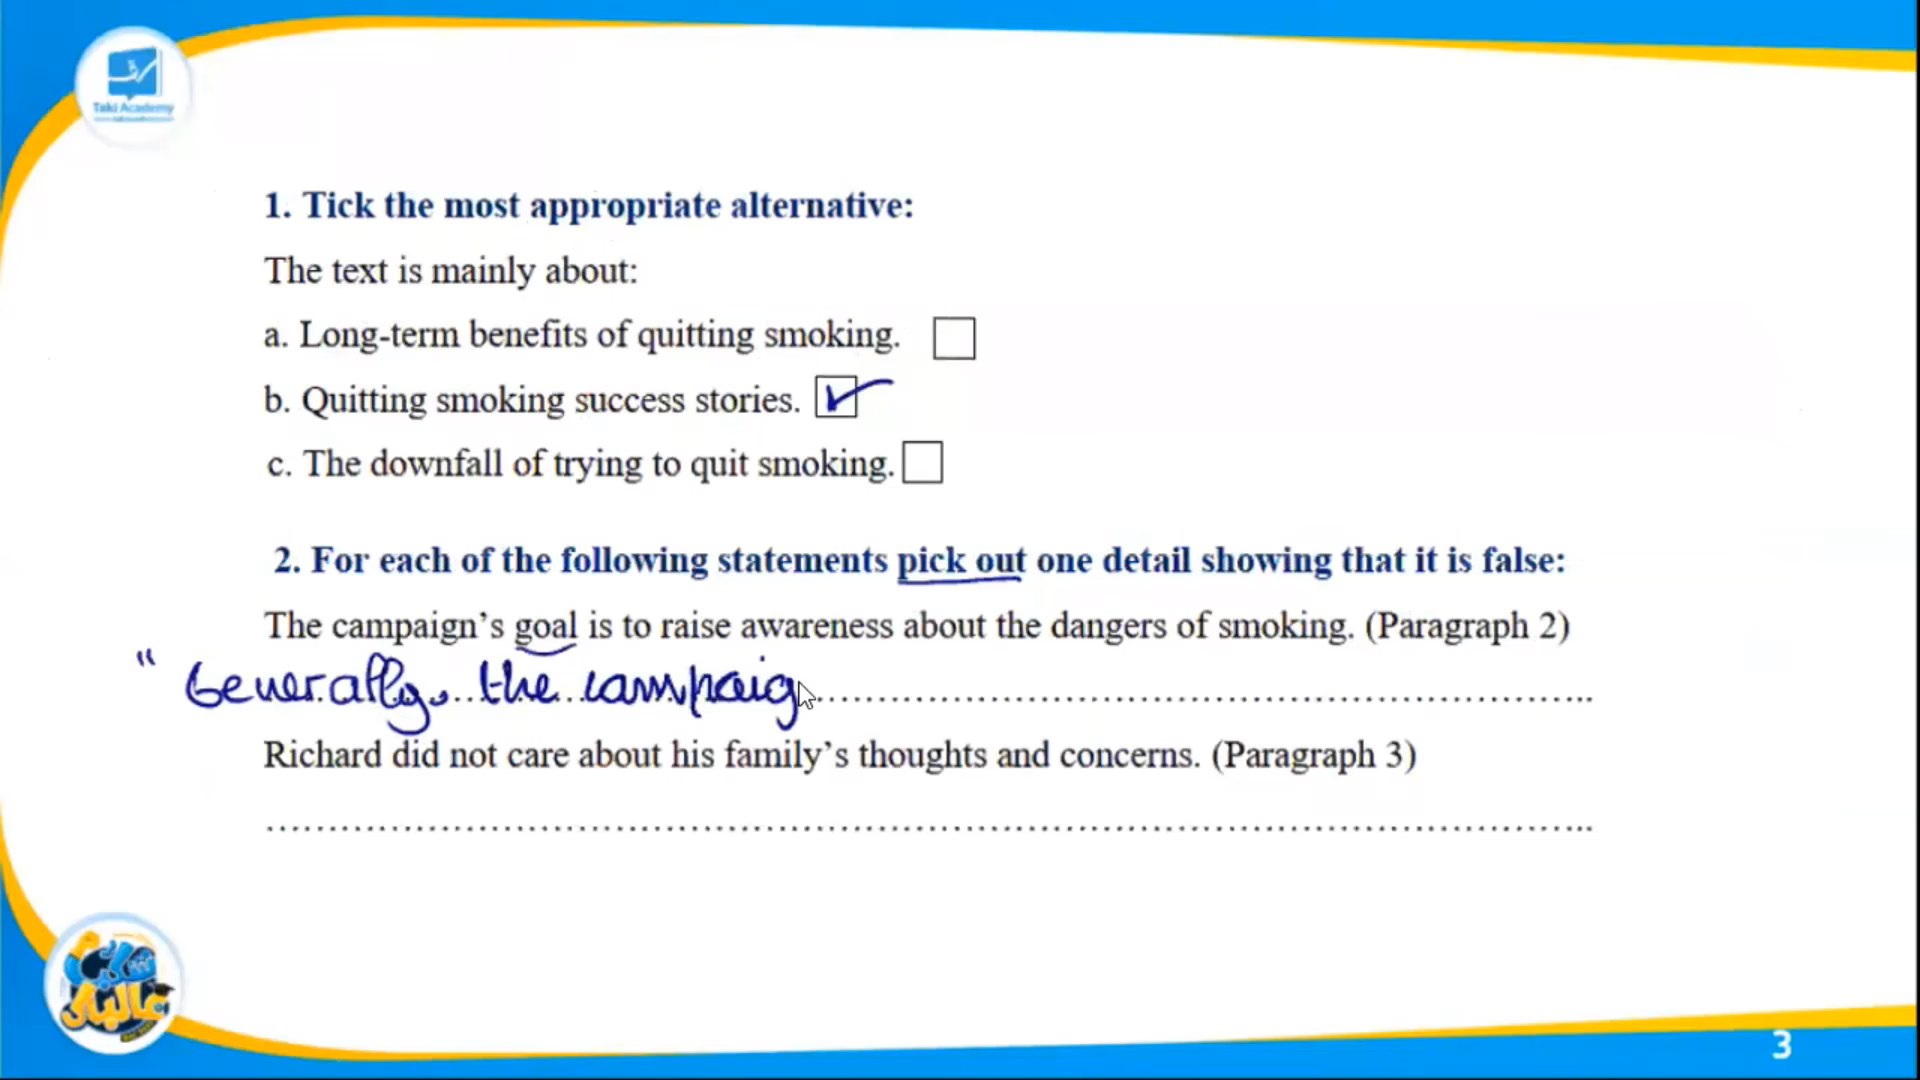 Taki Academy
1. Tick the most appropriate alternative:
The text is mainly about:
a. Long-term benefits of quitting smoking.
b. Quitting smoking success stories.
c. The downfall of trying to quit smoking.
2. For each of the following statements pick out one detail showing that it is false:
The campaign’s goal is to raise awareness about the dangers of smoking. (Paragraph 2)
" Generally, the campaig
Richard did not care about his family’s thoughts and concerns. (Paragraph 3)
3